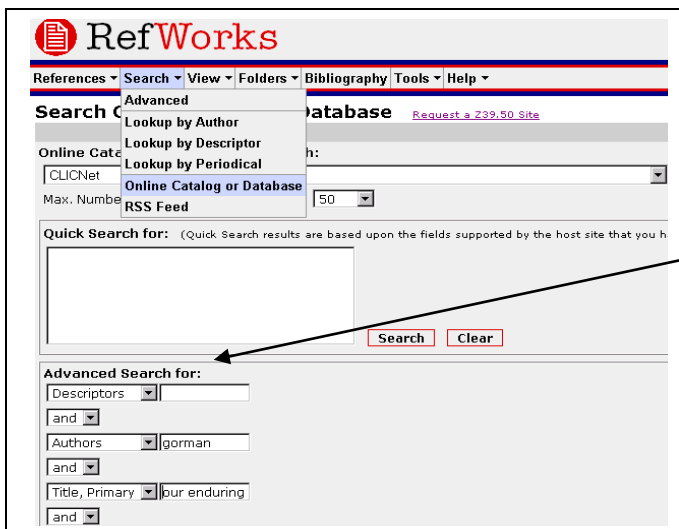 RefWorks
References Search View Folders Bibliography Tools Help
Search C Database Request a Z39.50 Site
Advanced
Lookup by Author
Lookup by Descriptor
Lookup by Periodical
Online Catalog or Database
RSS Feed
Online Cata h:
CLICNet
Max. Numbe 50
Quick Search for: (Quick Search results are based upon the fields supported by the host site that you h
Search Clear
Advanced Search for:
Descriptors
and
Authors gorman
and
Title, Primary our enduring
and